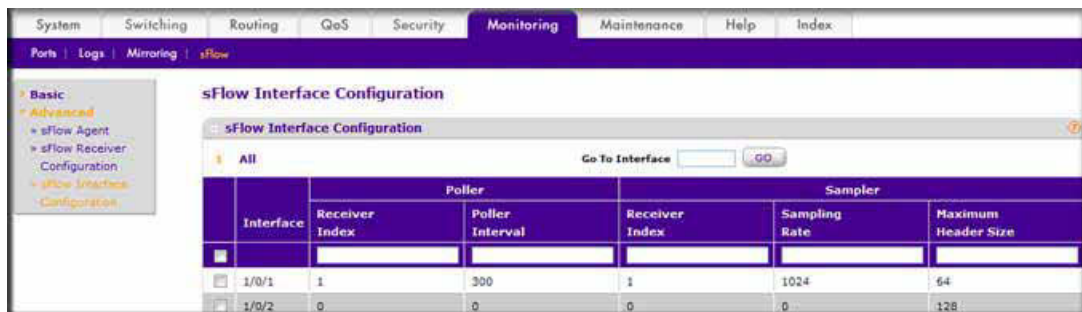 System Switching Routing QoS Security Monitoring Maintenance Help Index
Ports | Logs | Mirroring | sFlow
Basic
Advanced
» sFlow Agent
» sFlow Receiver
Configuration
» sFlow Interface
Configuration
sFlow Interface Configuration
sFlow Interface Configuration
1 All Go To Interface GO
Poller Sampler
Interface Receiver Index Poller Interval Receiver Index Sampling Rate Maximum Header Size
1/0/1 1 300 1 1024 64
1/0/2 0 0 0 0 128